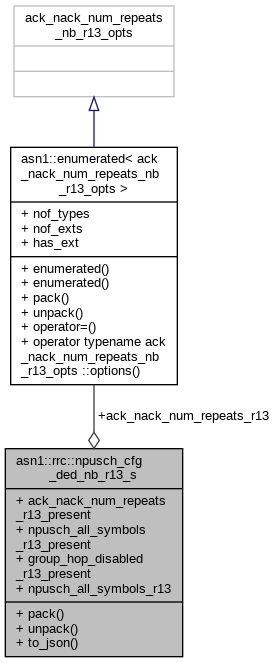 ack_nack_num_repeats
_nb_r13_opts
asn1::enumerated< ack
_nack_num_repeats_nb
_r13_opts >
+ nof_types
+ nof_exts
+ has_ext
+ enumerated()
+ enumerated()
+ pack()
+ unpack()
+ operator=()
+ operator typename ack
_nack_num_repeats_nb
_r13_opts ::options()
+ack_nack_num_repeats_r13
asn1::rrc::npusch_cfg
_ded_nb_r13_s
+ ack_nack_num_repeats
_r13_present
+ npusch_all_symbols
_r13_present
+ group_hop_disabled
_r13_present
+ npusch_all_symbols_r13
+ pack()
+ unpack()
+ to_json()